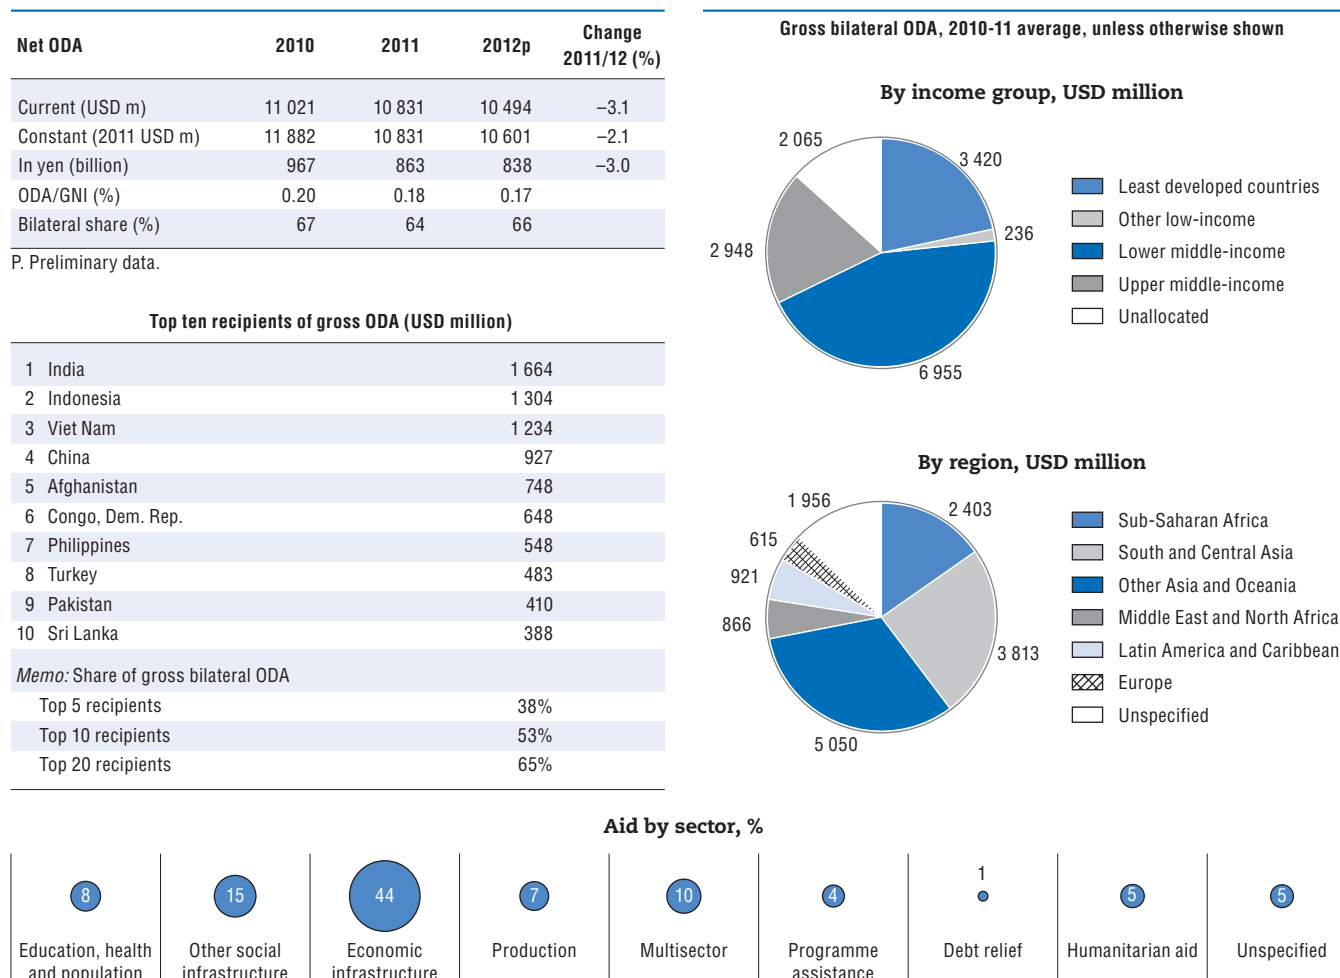 Net ODA 2010 2011 2012p Change 2011/12 (%)
Current (USD m) 11 021 10 831 10 494 –3.1
Constant (2011 USD m) 11 882 10 831 10 601 –2.1
In yen (billion) 967 863 838 –3.0
ODA/GNI (%) 0.20 0.18 0.17
Bilateral share (%) 67 64 66
P. Preliminary data.
Top ten recipients of gross ODA (USD million)
1 India 1 664
2 Indonesia 1 304
3 Viet Nam 1 234
4 China 927
5 Afghanistan 748
6 Congo, Dem. Rep. 648
7 Philippines 548
8 Turkey 483
9 Pakistan 410
10 Sri Lanka 388
Memo: Share of gross bilateral ODA
Top 5 recipients 38%
Top 10 recipients 53%
Top 20 recipients 65%
Gross bilateral ODA, 2010-11 average, unless otherwise shown
By income group, USD million
2 065
3 420
236
2 948
6 955
Least developed countries
Other low-income
Lower middle-income
Upper middle-income
Unallocated
By region, USD million
1 956
2 403
615
921
866
3 813
5 050
Sub-Saharan Africa
South and Central Asia
Other Asia and Oceania
Middle East and North Africa
Latin America and Caribbean
Europe
Unspecified
Aid by sector, %
8 15 44 7 10 4 1 5 5
Education, health and population
Other social infrastructure
Economic infrastructure
Production
Multisector
Programme assistance
Debt relief
Humanitarian aid
Unspecified